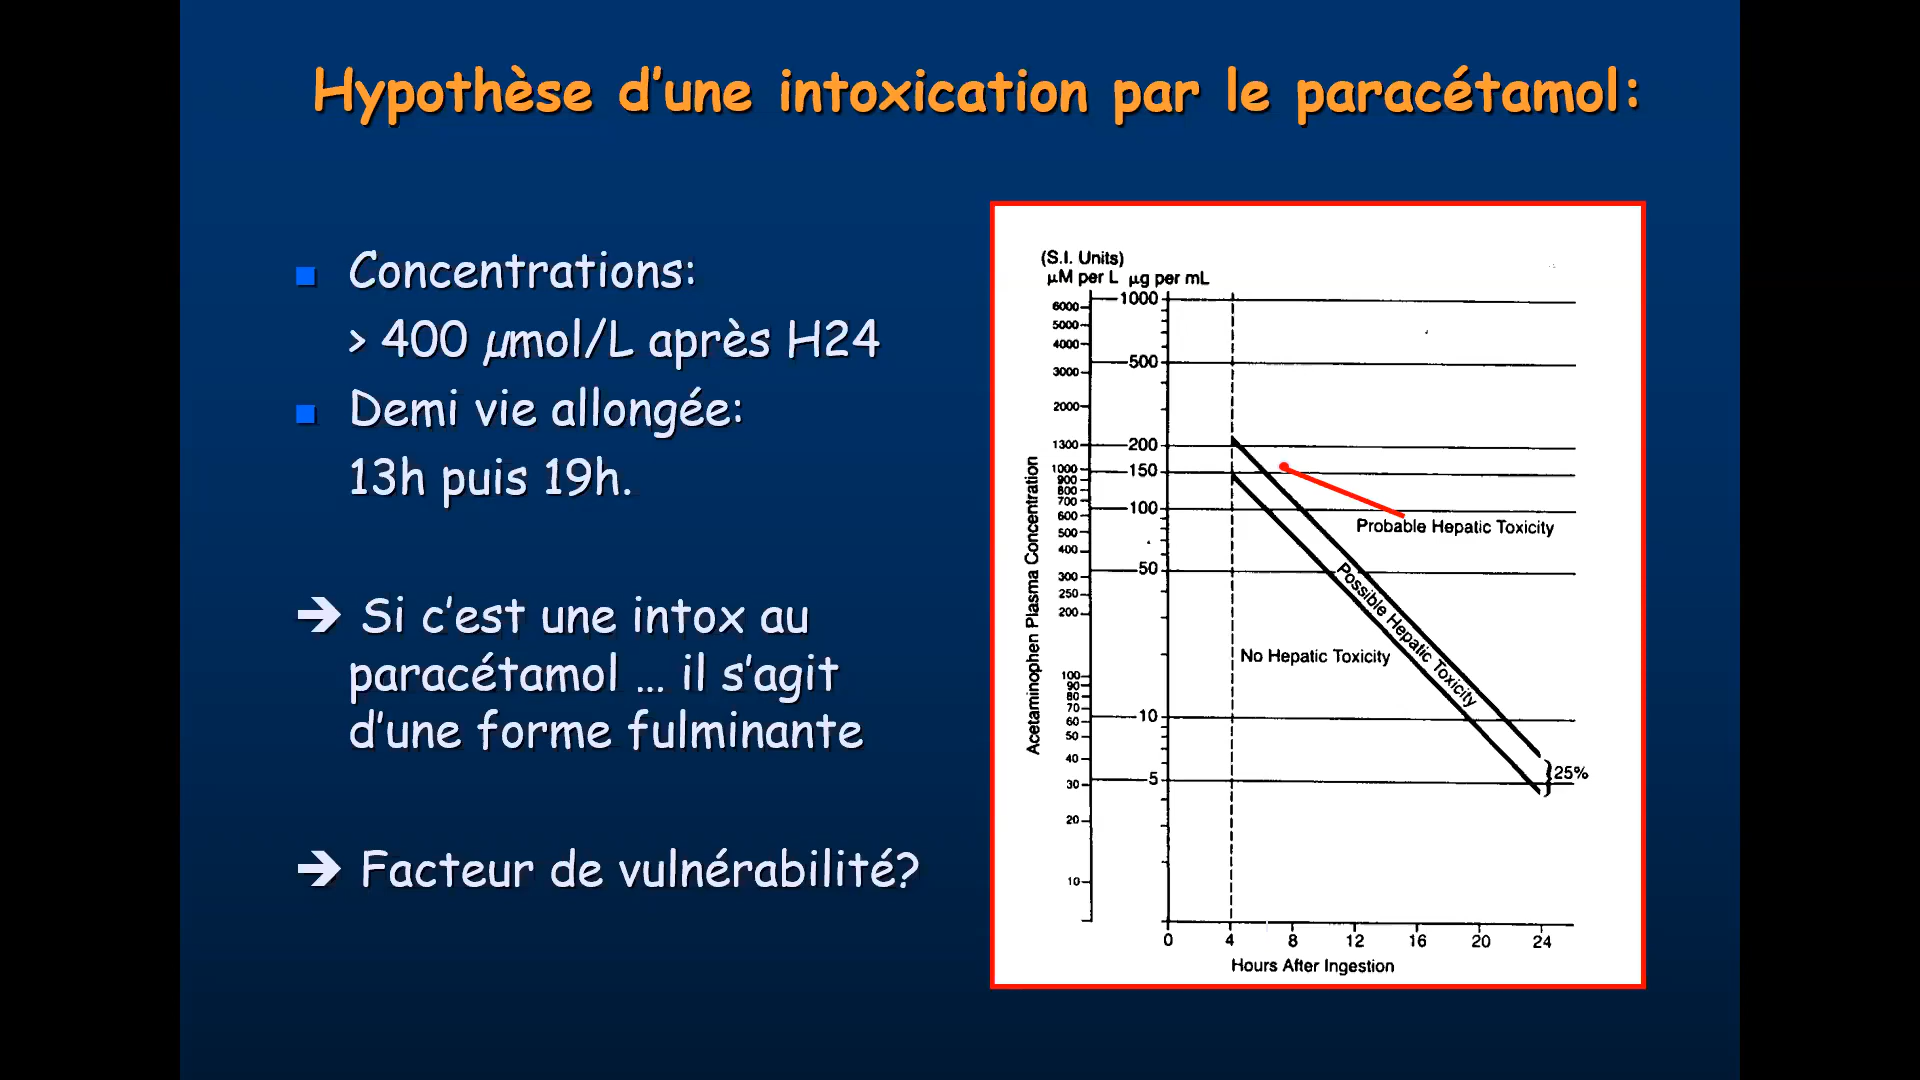 Hypothèse d'une intoxication par le paracétamol:
Concentrations:
> 400 µmol/L après H24
Demi vie allongée:
13h puis 19h.
➔ Si c'est une intox au
paracétamol … il s'agit
d'une forme fulminante
➔ Facteur de vulnérabilité?
(S.I. Units)
µM per L µg per mL
6000
5000
4000
3000
2000
1300
1000
900
800
700
600
500
400
300
250
200
100
90
80
70
60
50
40
30
20
10
1000
500
200
150
100
50
10
5
Acetaminophen Plasma Concentration
Probable Hepatic Toxicity
Possible Hepatic Toxicity
No Hepatic Toxicity
25%
0 4 8 12 16 20 24
Hours After Ingestion